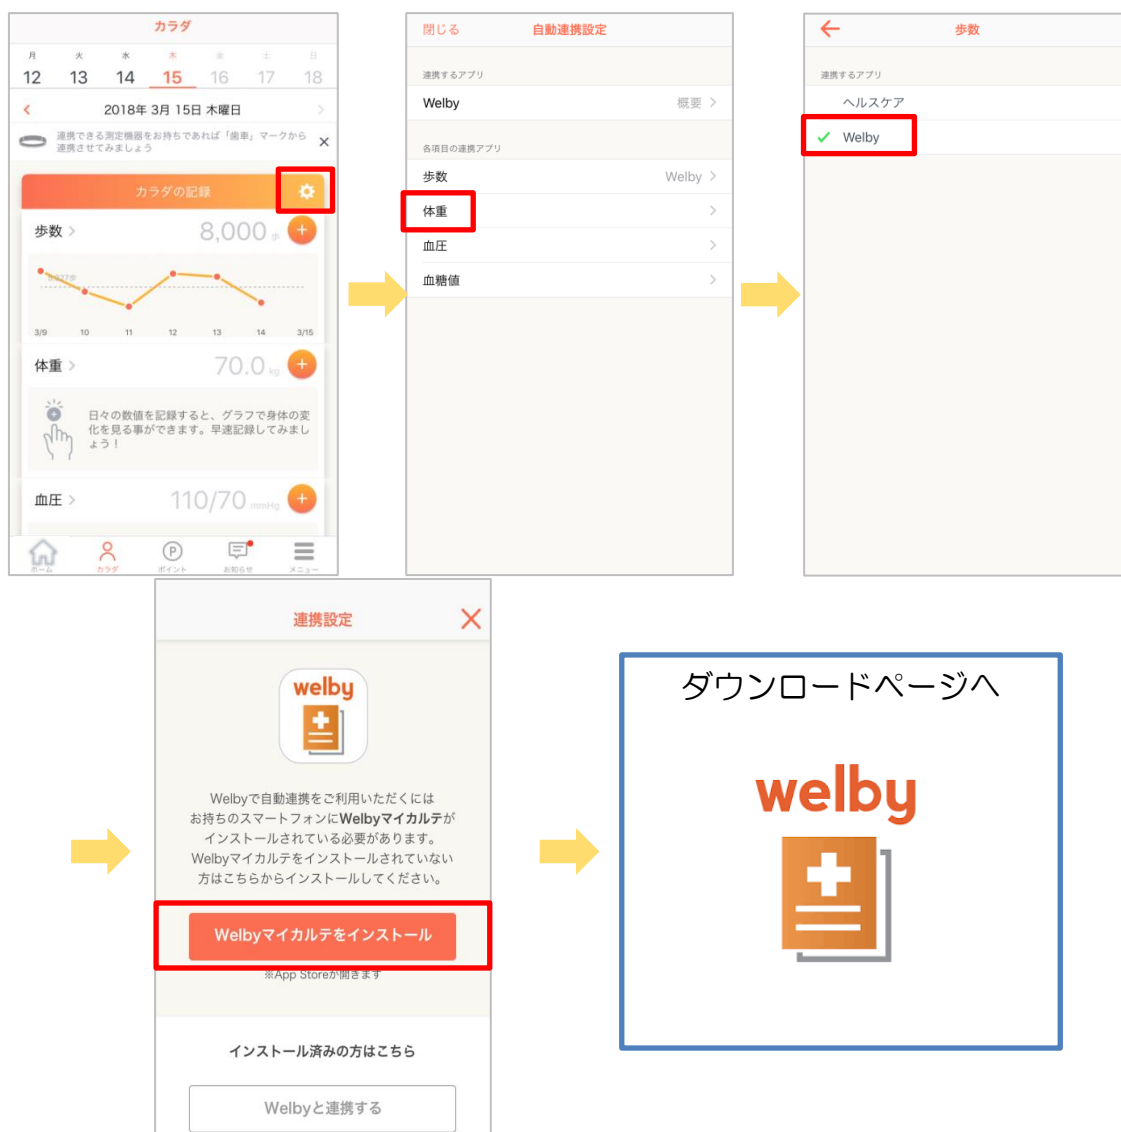 カラダ
月 火 水 木 金 土 日
12 13 14 15 16 17 18
2018年 3月 15日 木曜日
連携できる測定機器をお持ちであれば「歯車」マークから
連携させてみましょう
カラダの記録
歩数
8,000 歩
3/9 10 11 12 13 14 3/15
体重
70.0 kg
日々の数値を記録すると、グラフで身体の変
化を見る事ができます。早速記録してみまし
ょう！
血圧
110/70 mmHg
ホーム カラダ ポイント お知らせ メニュー
閉じる 自動連携設定
連携するアプリ
Welby 概要
各項目の連携アプリ
歩数 Welby
体重
血圧
血糖値
歩数
連携するアプリ
ヘルスケア
Welby
連携設定
welby
Welbyで自動連携をご利用いただくには
お持ちのスマートフォンにWelbyマイカルテが
インストールされている必要があります。
Welbyマイカルテをインストールされていない
方はこちらからインストールしてください。
Welbyマイカルテをインストール
※App Storeが開きます
インストール済みの方はこちら
Welbyと連携する
ダウンロードページへ
welby